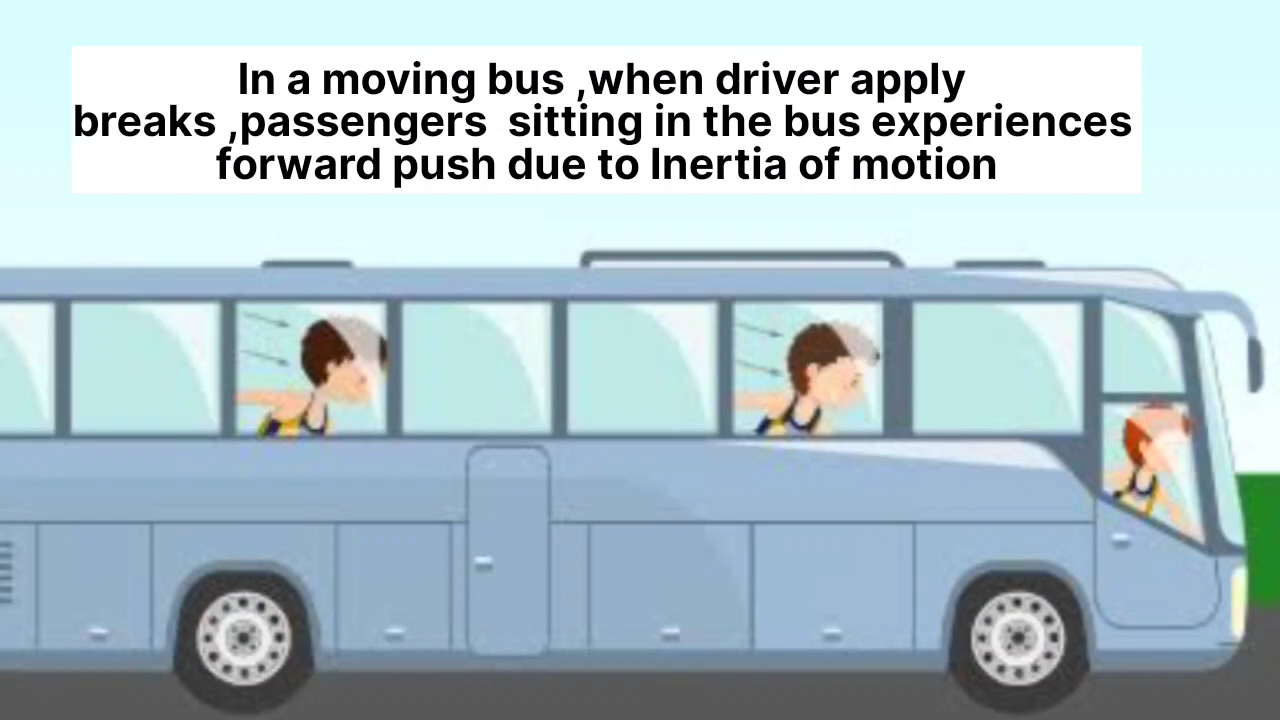 In a moving bus ,when driver apply
breaks ,passengers  sitting in the bus experiences
forward push due to Inertia of motion